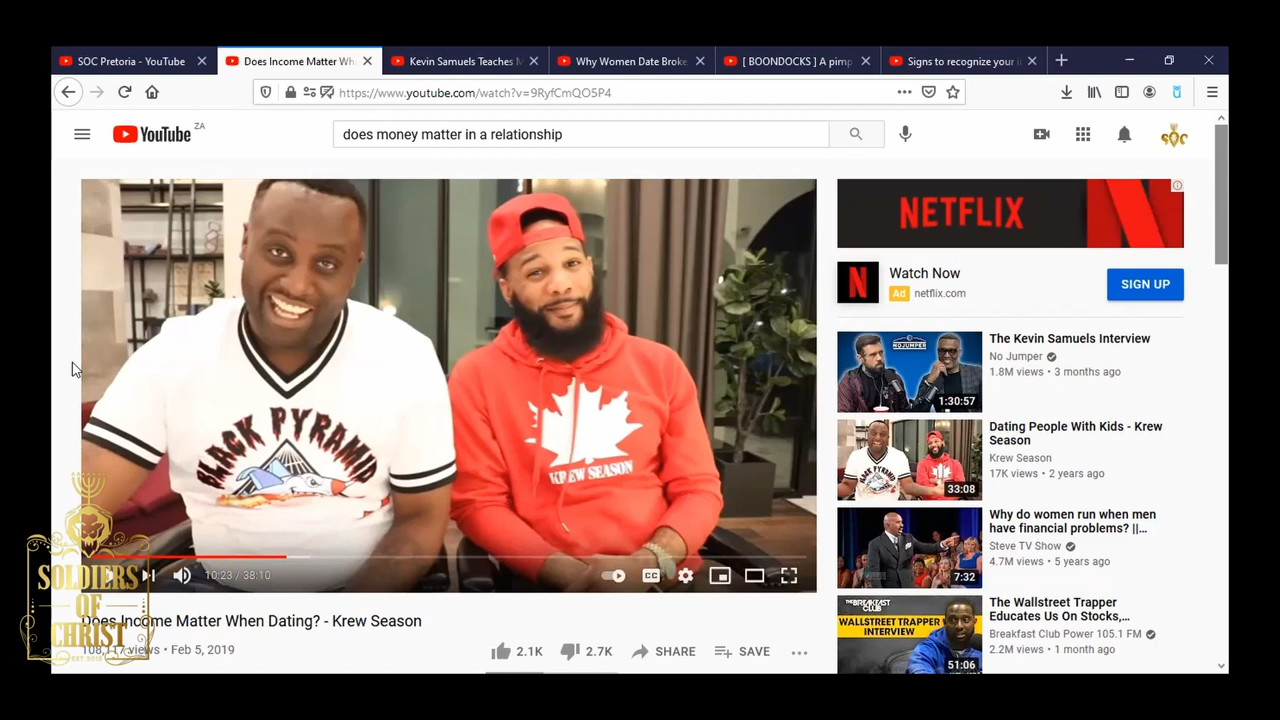 SOC Pretoria - YouTube
Does Income Matter Wh
Kevin Samuels Teaches M
Why Women Date Broke
[ BOONDOCKS ] A pimp
Signs to recognize your i
https://www.youtube.com/watch?v=9RyfCmQO5P4
YouTube ZA
does money matter in a relationship
SOC
BLACK PYRAMID
KREW SEASON
10:23 / 38:10
CC
Does Income Matter When Dating? - Krew Season
108,117 views • Feb 5, 2019
2.1K
2.7K
SHARE
SAVE
SOLDIERS
OF
CHRIST
NETFLIX
N
Watch Now
Ad netflix.com
SIGN UP
NOJUMPER
1:30:57
The Kevin Samuels Interview
No Jumper
1.8M views • 3 months ago
33:08
Dating People With Kids - Krew
Season
Krew Season
17K views • 2 years ago
7:32
Why do women run when men
have financial problems? ||...
Steve TV Show
4.7M views • 5 years ago
THE BREAKFAST
CLUB
WALLSTREET TRAPPER
INTERVIEW
51:06
The Wallstreet Trapper
Educates Us On Stocks,...
Breakfast Club Power 105.1 FM
2.2M views • 1 month ago